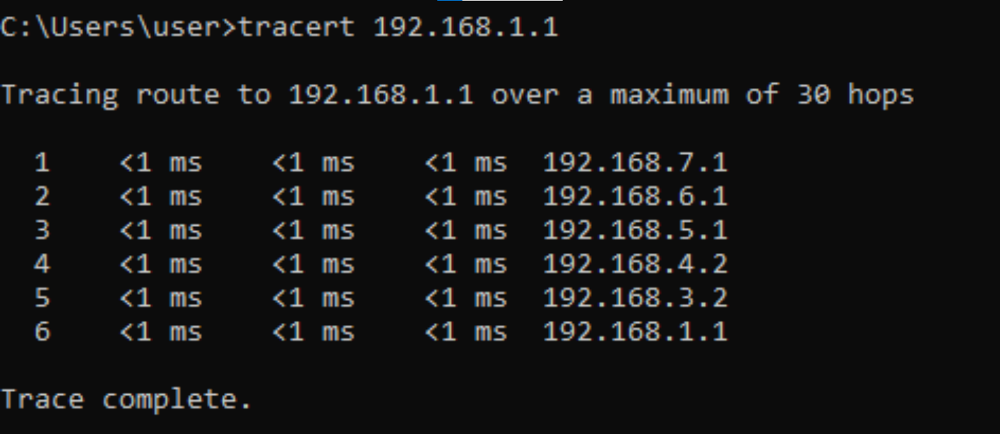 C:\Users\user>tracert 192.168.1.1
Tracing route to 192.168.1.1 over a maximum of 30 hops
1 <1 ms <1 ms <1 ms 192.168.7.1
2 <1 ms <1 ms <1 ms 192.168.6.1
3 <1 ms <1 ms <1 ms 192.168.5.1
4 <1 ms <1 ms <1 ms 192.168.4.2
5 <1 ms <1 ms <1 ms 192.168.3.2
6 <1 ms <1 ms <1 ms 192.168.1.1
Trace complete.